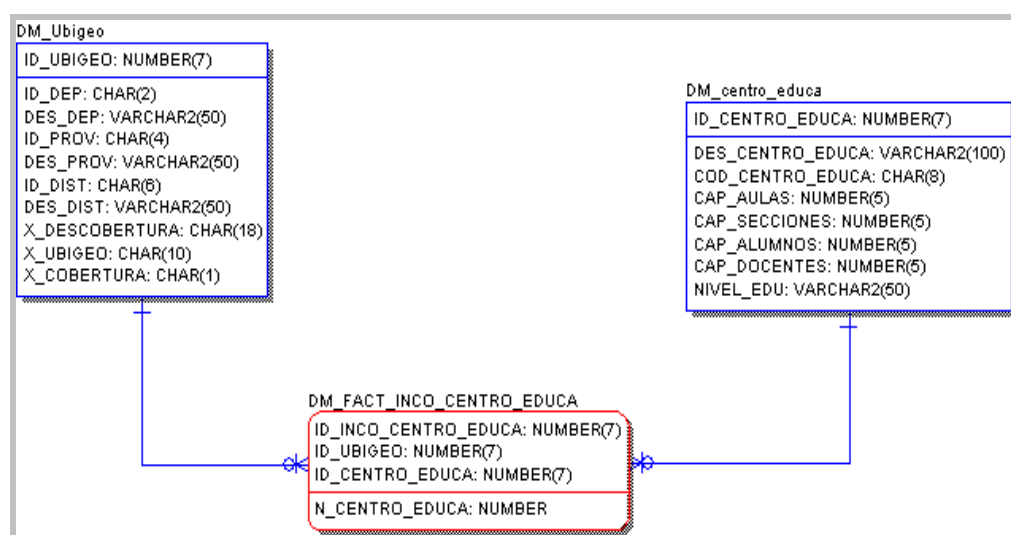 DM_Ubigeo
ID_UBIGEO: NUMBER(7)
ID_DEP: CHAR(2)
DES_DEP: VARCHAR2(50)
ID_PROV: CHAR(4)
DES_PROV: VARCHAR2(50)
ID_DIST: CHAR(6)
DES_DIST: VARCHAR2(50)
X_DESCOBERTURA: CHAR(18)
X_UBIGEO: CHAR(10)
X_COBERTURA: CHAR(1)
DM_centro_educa
ID_CENTRO_EDUCA: NUMBER(7)
DES_CENTRO_EDUCA: VARCHAR2(100)
COD_CENTRO_EDUCA: CHAR(8)
CAP_AULAS: NUMBER(5)
CAP_SECCIONES: NUMBER(5)
CAP_ALUMNOS: NUMBER(5)
CAP_DOCENTES: NUMBER(5)
NIVEL_EDU: VARCHAR2(50)
DM_FACT_INCO_CENTRO_EDUCA
ID_INCO_CENTRO_EDUCA: NUMBER(7)
ID_UBIGEO: NUMBER(7)
ID_CENTRO_EDUCA: NUMBER(7)
N_CENTRO_EDUCA: NUMBER